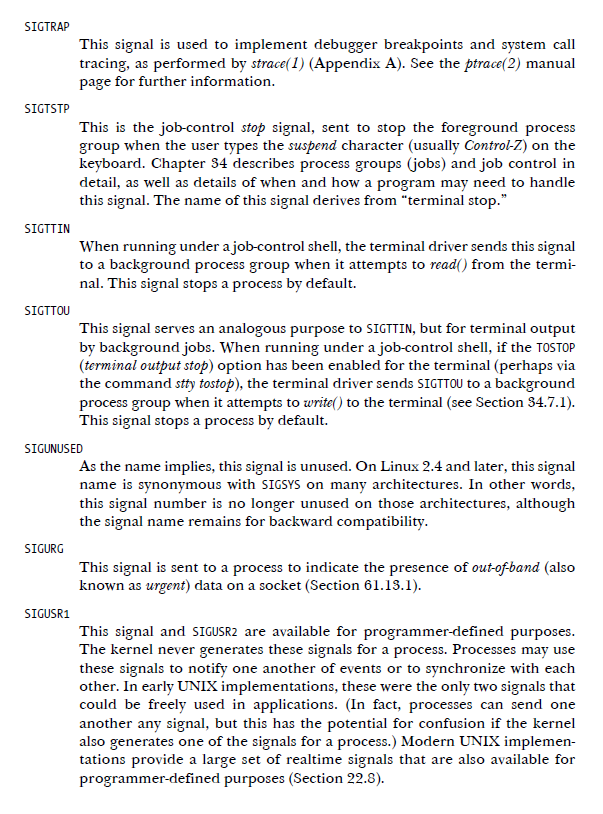 SIGTRAP
This signal is used to implement debugger breakpoints and system call
tracing, as performed by strace(1) (Appendix A). See the ptrace(2) manual
page for further information.
SIGTSTP
This is the job-control stop signal, sent to stop the foreground process
group when the user types the suspend character (usually Control-Z) on the
keyboard. Chapter 34 describes process groups (jobs) and job control in
detail, as well as details of when and how a program may need to handle
this signal. The name of this signal derives from “terminal stop.”
SIGTTIN
When running under a job-control shell, the terminal driver sends this signal
to a background process group when it attempts to read() from the termi-
nal. This signal stops a process by default.
SIGTTOU
This signal serves an analogous purpose to SIGTTIN, but for terminal output
by background jobs. When running under a job-control shell, if the TOSTOP
(terminal output stop) option has been enabled for the terminal (perhaps via
the command stty tostop), the terminal driver sends SIGTTOU to a background
process group when it attempts to write() to the terminal (see Section 34.7.1).
This signal stops a process by default.
SIGUNUSED
As the name implies, this signal is unused. On Linux 2.4 and later, this signal
name is synonymous with SIGSYS on many architectures. In other words,
this signal number is no longer unused on those architectures, although
the signal name remains for backward compatibility.
SIGURG
This signal is sent to a process to indicate the presence of out-of-band (also
known as urgent) data on a socket (Section 61.13.1).
SIGUSR1
This signal and SIGUSR2 are available for programmer-defined purposes.
The kernel never generates these signals for a process. Processes may use
these signals to notify one another of events or to synchronize with each
other. In early UNIX implementations, these were the only two signals that
could be freely used in applications. (In fact, processes can send one
another any signal, but this has the potential for confusion if the kernel
also generates one of the signals for a process.) Modern UNIX implemen-
tations provide a large set of realtime signals that are also available for
programmer-defined purposes (Section 22.8).